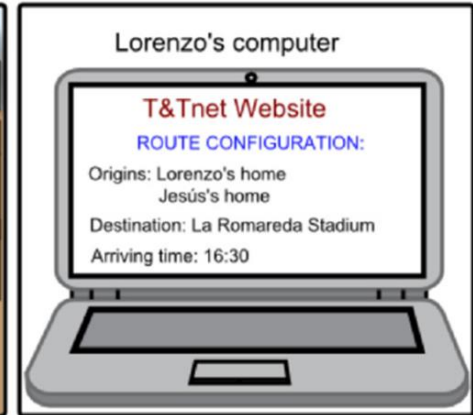 Lorenzo's computer
T&Tnet Website
ROUTE CONFIGURATION:
Origins: Lorenzo's home
Jesús's home
Destination: La Romareda Stadium
Arriving time: 16:30